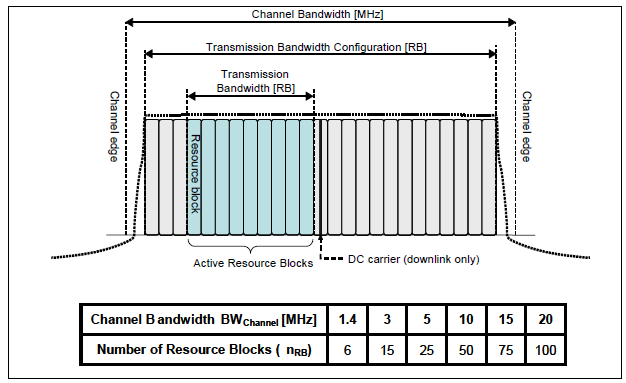 Channel Bandwidth [MHz]
Transmission Bandwidth Configuration [RB]
Transmission
Bandwidth [RB]
Channel edge
Resource block
Channel edge
Active Resource Blocks
DC carrier (downlink only)
Channel Bandwidth BWChannel [MHz] 1.4 3 5 10 15 20
Number of Resource Blocks ( nRB) 6 15 25 50 75 100